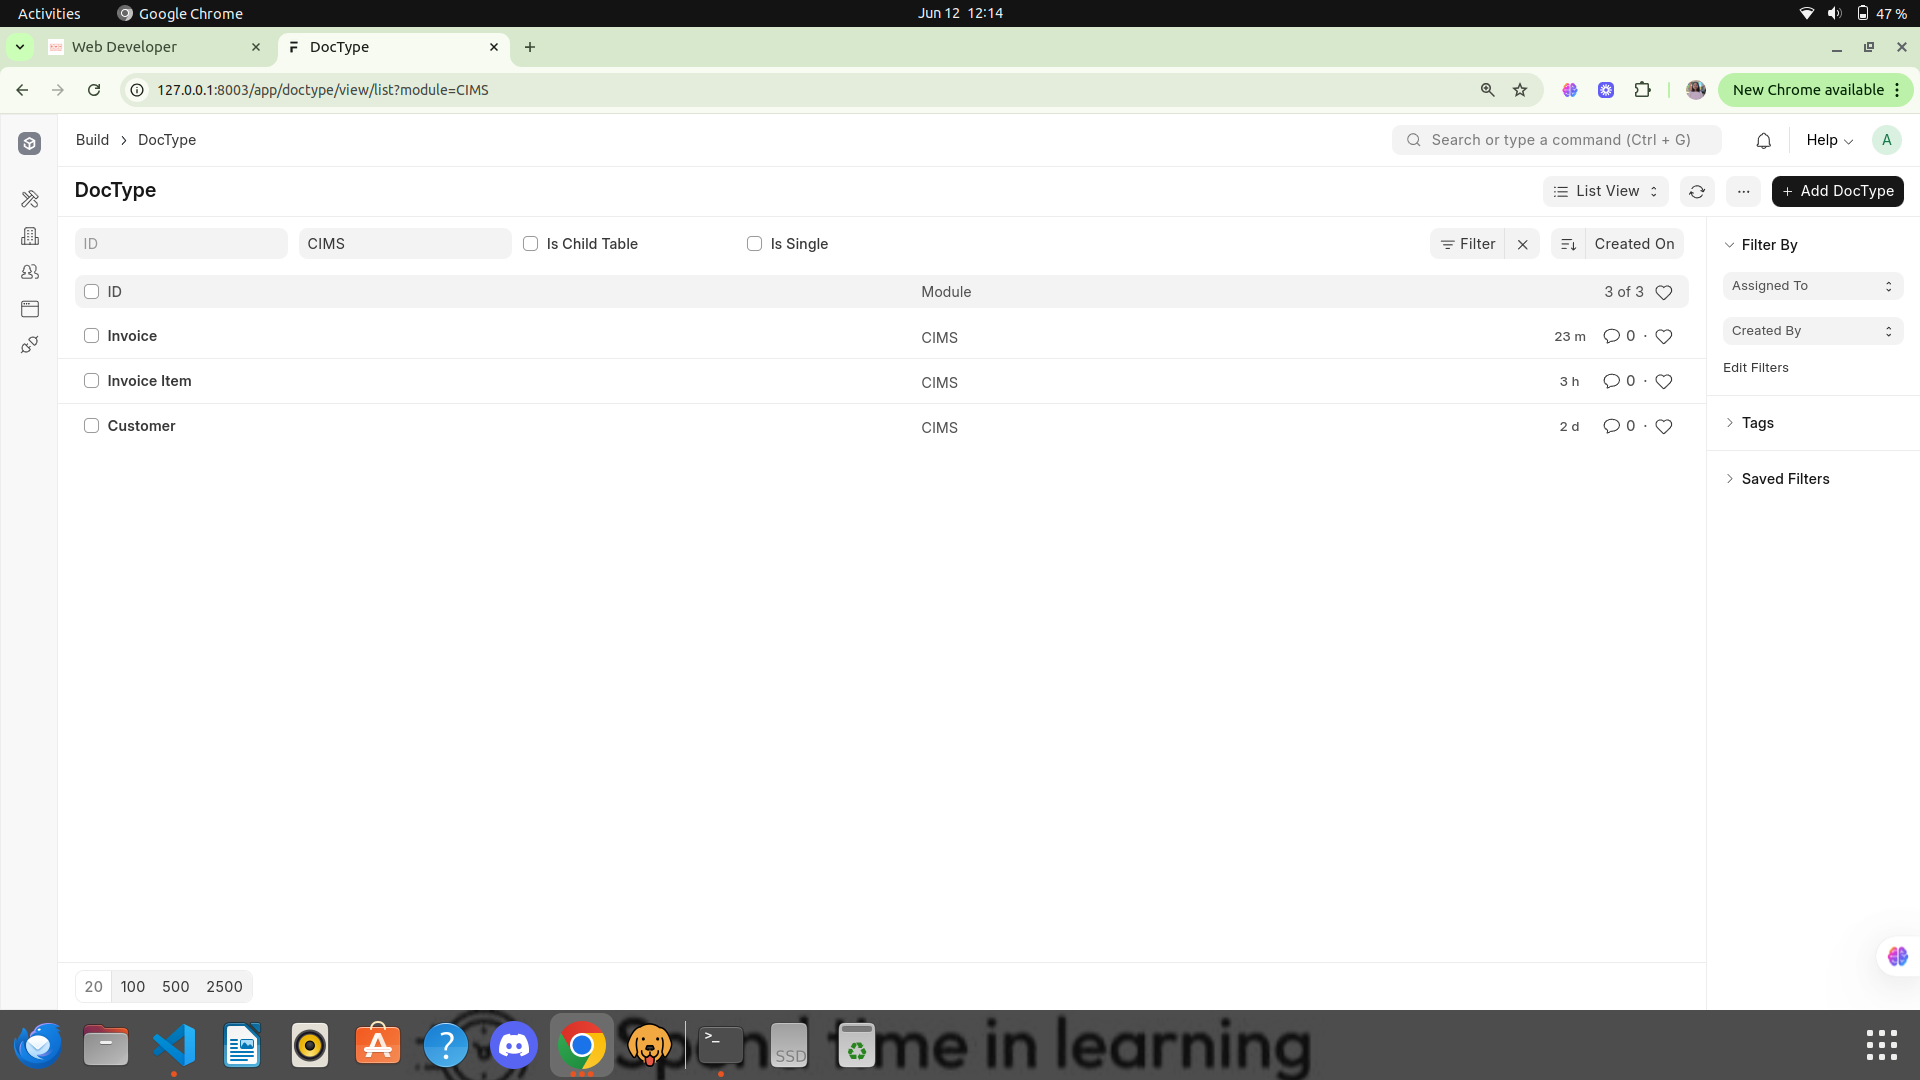 Activities
Google Chrome
Jun 12 12:14
47 %
Web Developer
DocType
127.0.0.1:8003/app/doctype/view/list?module=CIMS
New Chrome available
Build
DocType
Search or type a command (Ctrl + G)
Help
A
DocType
List View
Add DocType
ID
CIMS
Is Child Table
Is Single
Filter
Created On
ID
Module
3 of 3
Invoice
CIMS
23 m
0
Invoice Item
CIMS
3 h
0
Customer
CIMS
2 d
0
Filter By
Assigned To
Created By
Edit Filters
Tags
Saved Filters
20
100
500
2500
SSD
time in learning